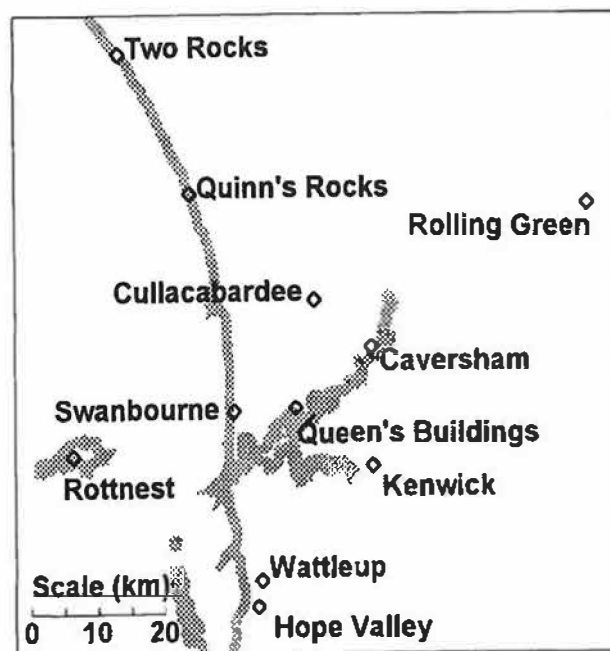 Two Rocks
Quinn's Rocks
Rolling Green
Cullacabardee
Caversham
Swanbourne
Queen's Buildings
Rottnest
Kenwick
Wattleup
Scale (km)
Hope Valley
0 10 20